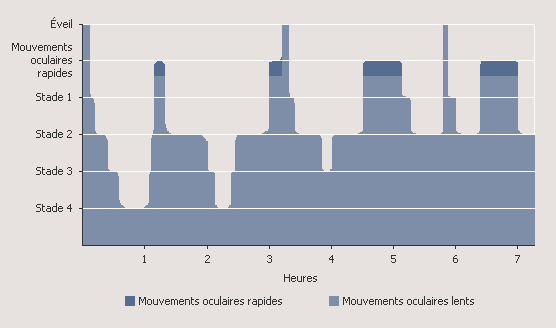 Éveil
Mouvements
oculaires
rapides
Stade 1
Stade 2
Stade 3
Stade 4
1 2 3 4 5 6 7
Heures
Mouvements oculaires rapides Mouvements oculaires lents